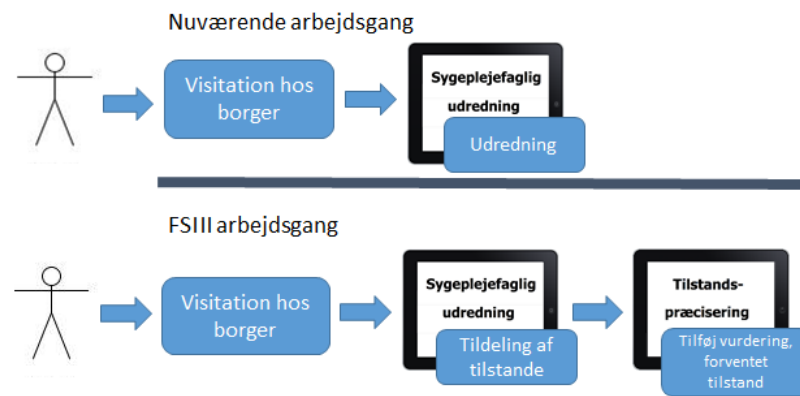 Nuværende arbejdsgang
Visitation hos
borger
Sygeplejefaglig
udredning
Udredning
FSIII arbejdsgang
Visitation hos
borger
Sygeplejefaglig
udredning
Tildeling af
tilstande
Tilstands-
præcisering
Tilføj vurdering,
forventet
tilstand